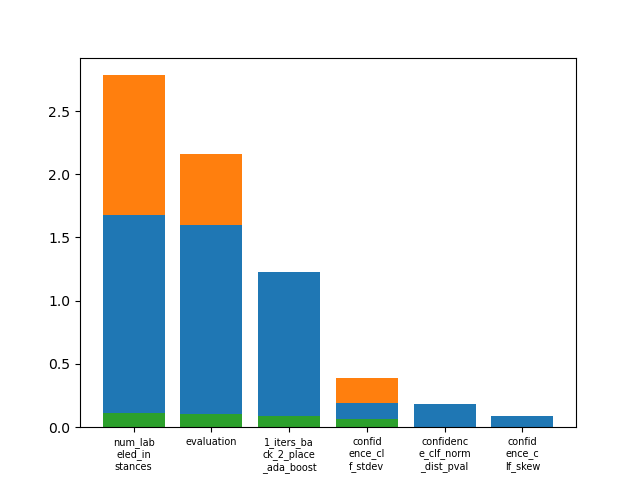 2.5
2.0
1.5
1.0
0.5
0.0
num_lab
eled_in
stances
evaluation
1_iters_ba
ck_2_place
_ada_boost
confid
ence_cl
f_stdev
confidenc
e_clf_norm
_dist_pval
confid
ence_c
lf_skew